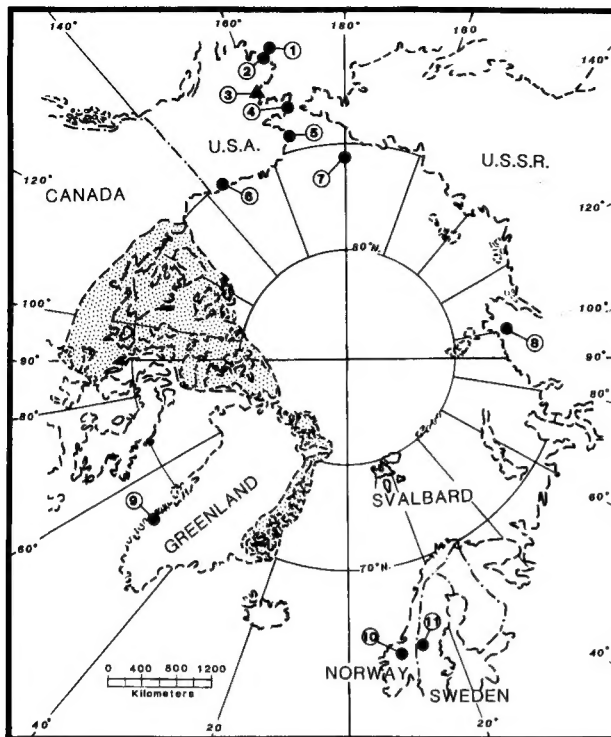 140°
160°
180°
160°
140°
1
2
3
4
5
6
7
U.S.A.
U.S.S.R.
CANADA
120°
120°
80°N.
100°
100°
90°
90°
8
80°
80°
9
GREENLAND
SVALBARD
60°
60°
70°N.
10
11
NORWAY
SWEDEN
0 400 800 1200
Kilometers
40°
40°
20
20°